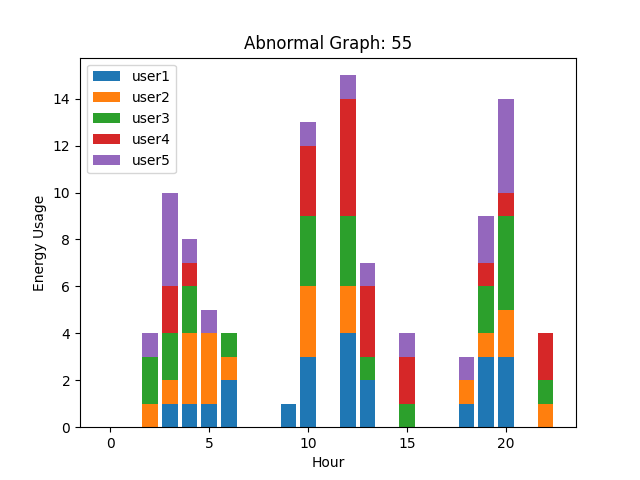 Abnormal Graph: 55
user1
user2
user3
user4
user5
14
12
10
8
6
4
2
0
Energy Usage
0 5 10 15 20
Hour